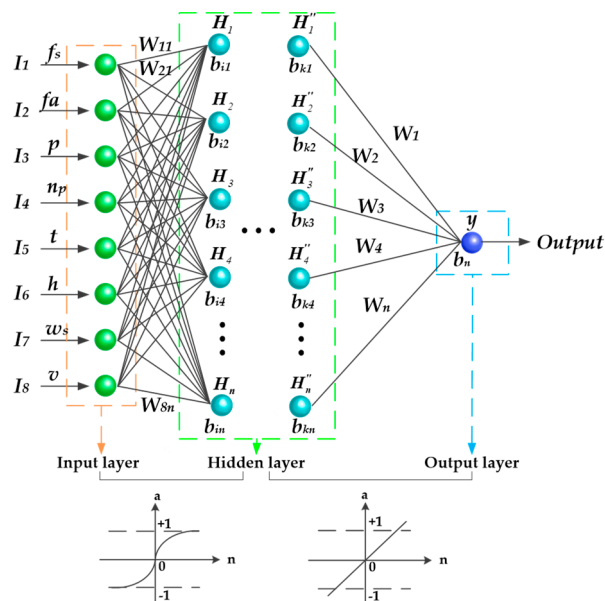 I1 fs
I2 fa
I3 p
I4 np
I5 t
I6 h
I7 ws
I8 v
W11
W21
W8n
H1
bi1
H2
bi2
H3
bi3
H4
bi4
Hn
bin
...
H1''
bk1
H2''
bk2
H3''
bk3
H4''
bk4
Hn''
bkn
W1
W2
W3
W4
Wn
y
bn
Output
Input layer Hidden layer Output layer
a
+1
0
n
-1
a
+1
0
n
-1